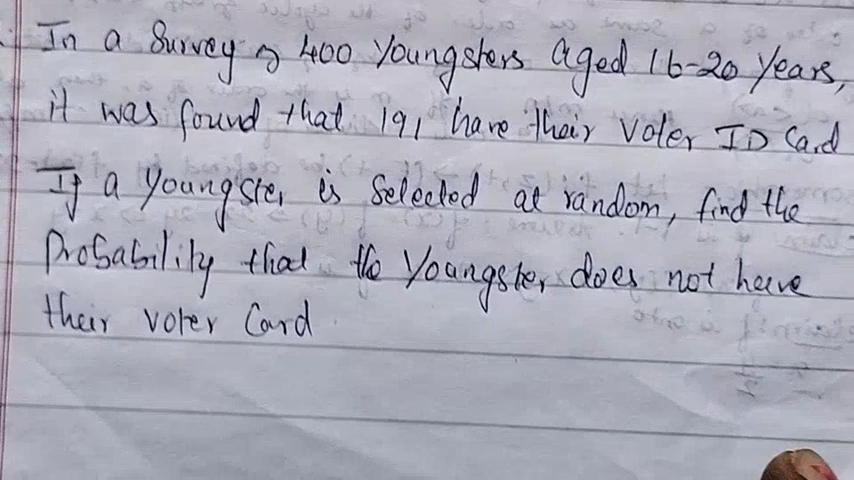 In a Survey of 400 youngsters aged 16-20 years,
it was found that 191 have their voter ID Card
If a youngster is selected at random, find the
Probability that the youngster does not have
their voter Card